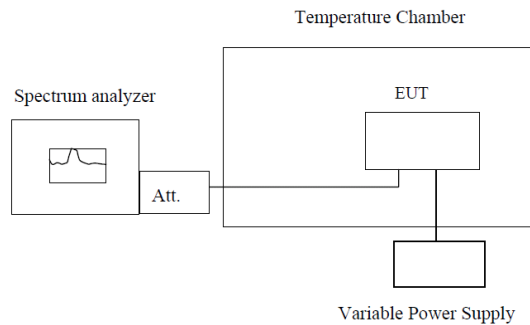 Temperature Chamber
Spectrum analyzer
EUT
Att.
Variable Power Supply